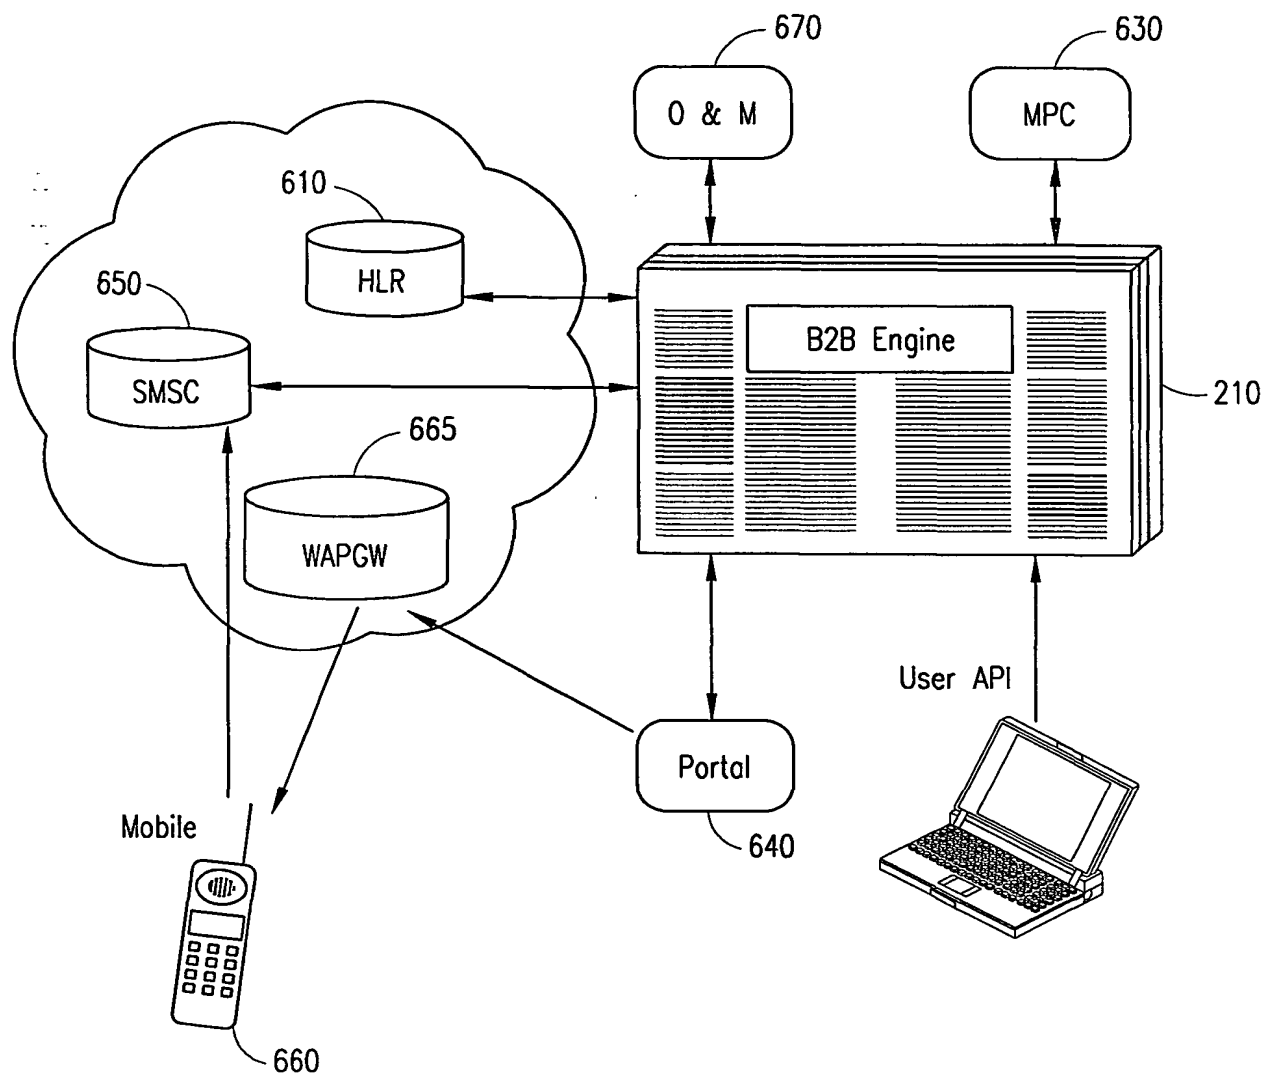 670
630
O & M
MPC
610
HLR
650
SMSC
B2B Engine
210
665
WAPGW
User API
Portal
640
Mobile
660